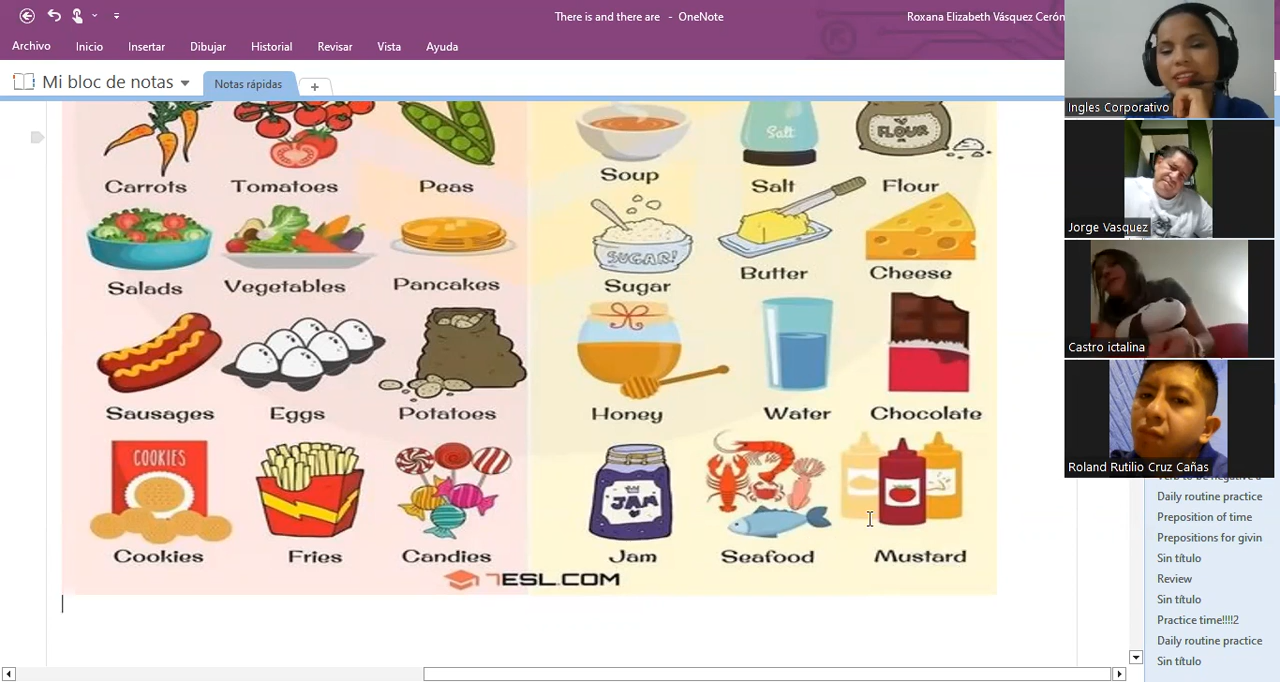 There is and there are - OneNote
Roxana Elizabeth Vásquez Cerón
Archivo Inicio Insertar Dibujar Historial Revisar Vista Ayuda
Mi bloc de notas
Notas rápidas
+
Ingles Corporativo
Jorge Vasquez
Castro ictalina
Roland Rutilio Cruz Cañas
Salt
FLOUR
Carrots Tomatoes Peas Soup Salt Flour
SUGAR!
Salads Vegetables Pancakes Sugar Butter Cheese
Sausages Eggs Potatoes Honey Water Chocolate
COOKIES
JAM
Cookies Fries Candies Jam Seafood Mustard
7ESL.COM
Daily routine practice
Preposition of time
Prepositions for givin
Sin título
Review
Sin título
Practice time!!!!2
Daily routine practice
Sin título